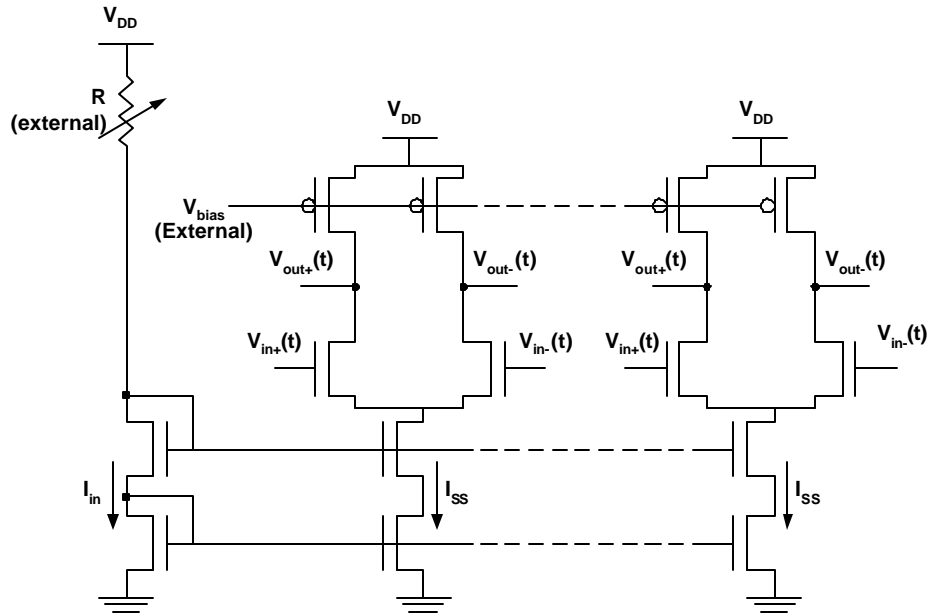 V_DD
R
(external)
V_DD
V_DD
V_bias
(External)
V_out+(t)
V_out-(t)
V_out+(t)
V_out-(t)
V_in+(t)
V_in-(t)
V_in+(t)
V_in-(t)
I_in
I_SS
I_SS